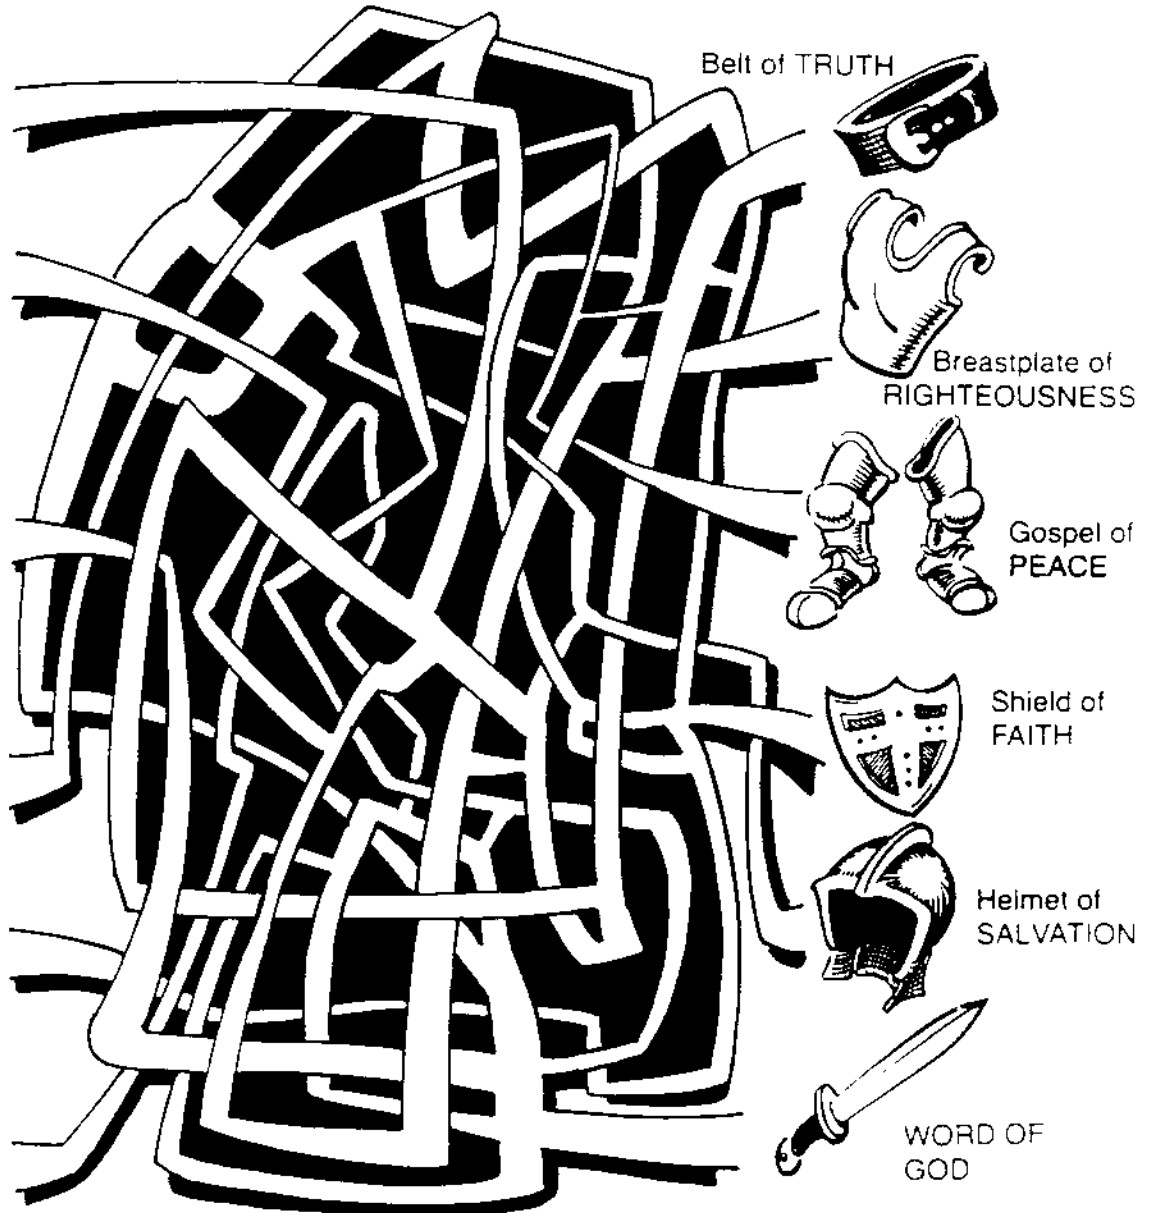 Belt of TRUTH
Breastplate of
RIGHTEOUSNESS
Gospel of
PEACE
Shield of
FAITH
Helmet of
SALVATION
WORD OF
GOD